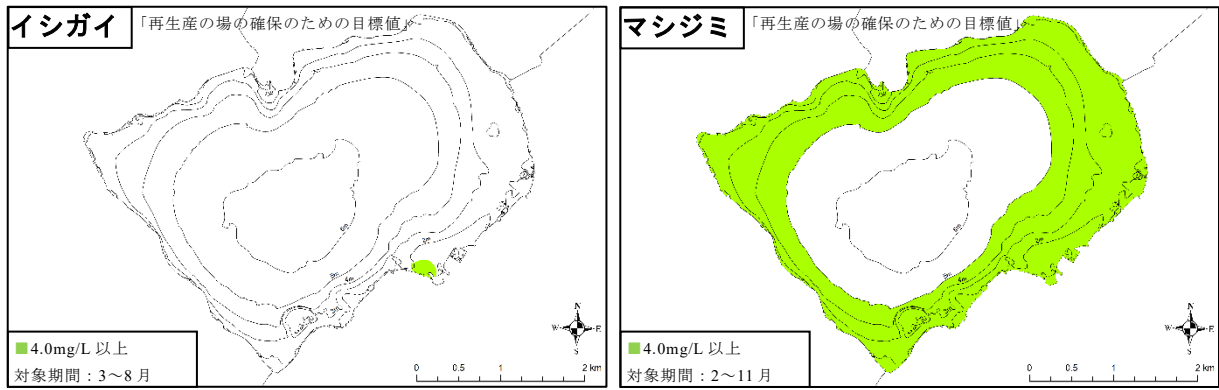 イシガイ
「再生産の場の確保のための目標値」
N
W
E
S
■4.0mg/L 以上
対象期間：3～8 月
0 0.5 1 2 km
マシジミ
「再生産の場の確保のための目標値」
N
W
E
S
■4.0mg/L 以上
対象期間：2～11 月
0 0.5 1 2 km